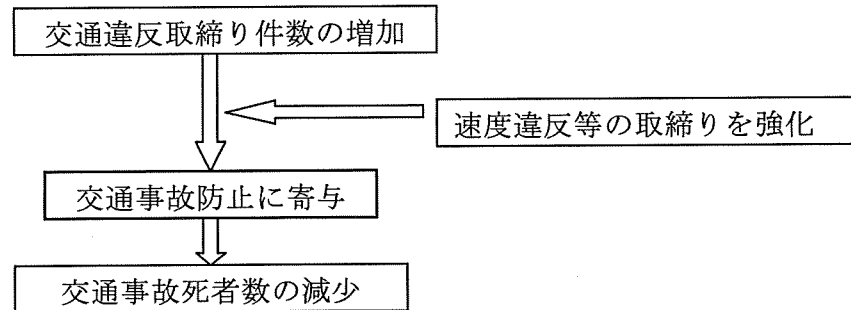 交通違反取締り件数の増加
速度違反等の取締りを強化
交通事故防止に寄与
交通事故死者数の減少